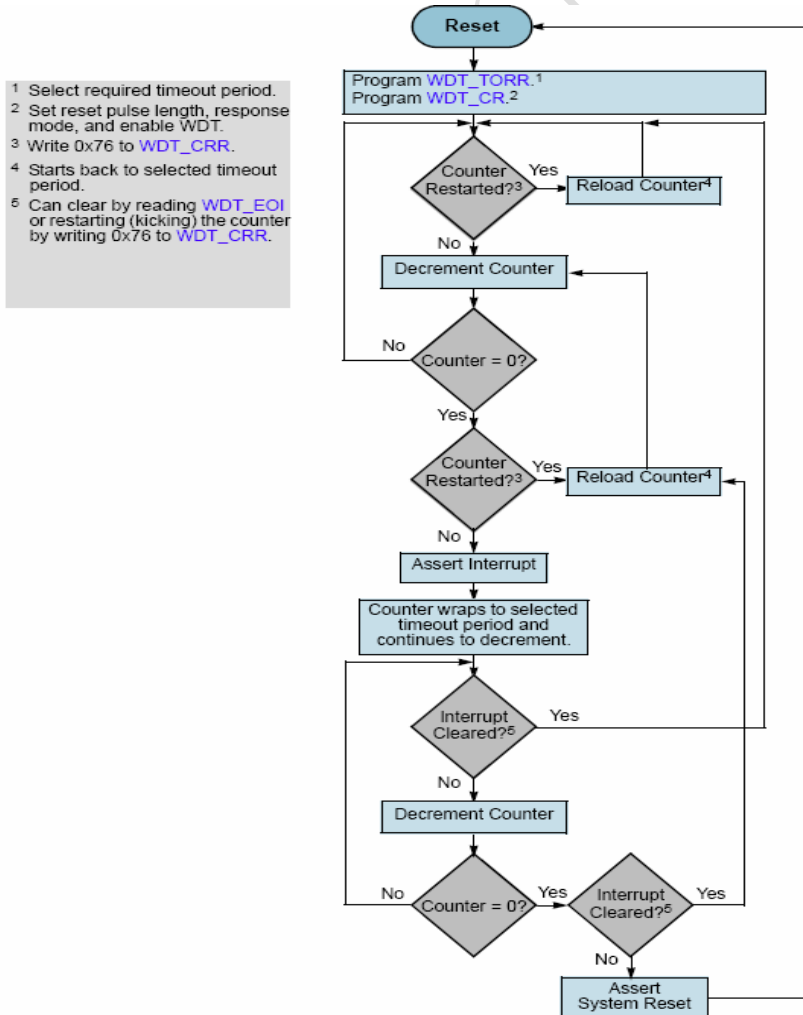 Reset
1 Select required timeout period.
2 Set reset pulse length, response
mode, and enable WDT.
3 Write 0x76 to WDT_CRR.
4 Starts back to selected timeout
period.
5 Can clear by reading WDT_EOI
or restarting (kicking) the counter
by writing 0x76 to WDT_CRR.
Program WDT_TORR.1
Program WDT_CR.2
Counter
Restarted?3
Yes
Reload Counter4
No
Decrement Counter
No
Counter = 0?
Yes
Counter
Restarted?3
Yes
Reload Counter4
No
Assert Interrupt
Counter wraps to selected
timeout period and
continues to decrement.
Interrupt
Cleared?5
Yes
No
Decrement Counter
No
Counter = 0?
Yes
Interrupt
Cleared?5
Yes
No
Assert
System Reset